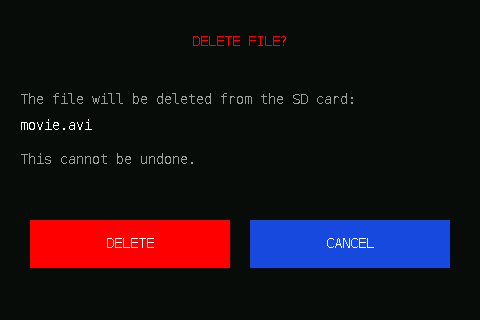 DELETE FILE?
The file will be deleted from the SD card:
movie.avi
This cannot be undone.
DELETE
CANCEL